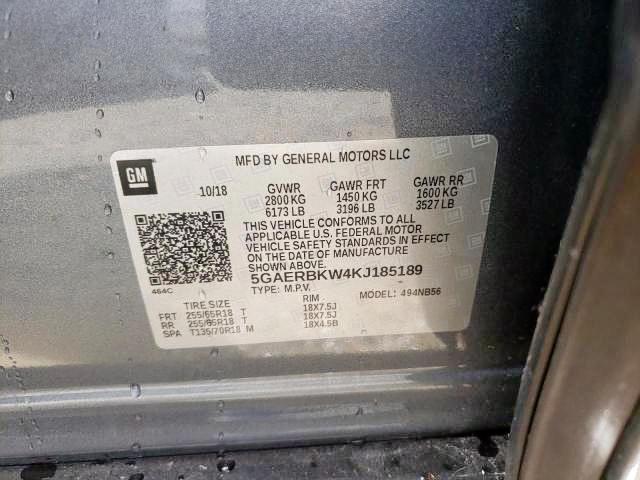 GM
MFD BY GENERAL MOTORS LLC
10/18 GVWR GAWR FRT GAWR RR
2800 KG 1450 KG 1600 KG
6173 LB 3196 LB 3527 LB
THIS VEHICLE CONFORMS TO ALL
APPLICABLE U.S. FEDERAL MOTOR
VEHICLE SAFETY STANDARDS IN EFFECT
ON THE DATE OF MANUFACTURE
SHOWN ABOVE.
464C
5GAERBKW4KJ185189
TYPE: M.P.V. MODEL: 494NB56
TIRE SIZE RIM
FRT 255/65R18 T 18X7.5J
RR 255/65R18 T 18X7.5J
SPA T135/70R18 M 18X4.5B